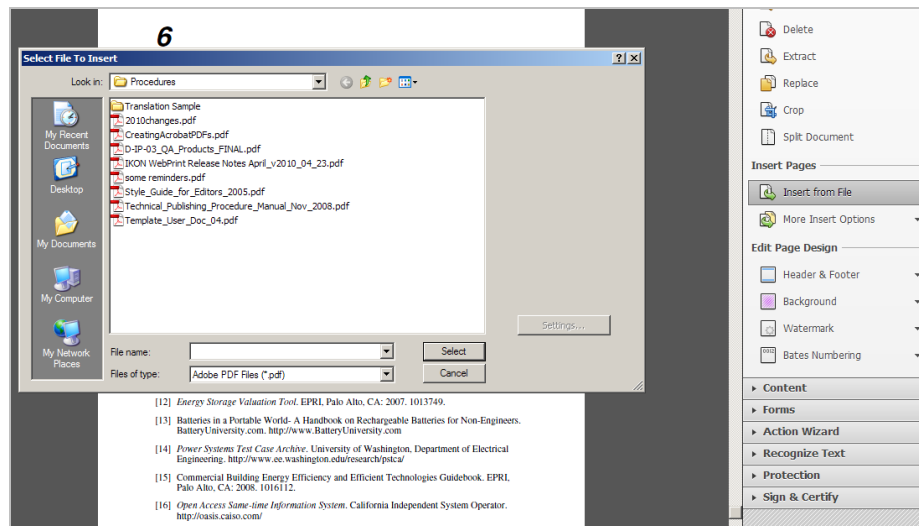 6
Select File To Insert
Look in:
Procedures
My Recent
Documents
Desktop
My Documents
My Computer
My Network
Places
Translation Sample
2010changes.pdf
CreatingAcrobatPDFs.pdf
D-IP-03_QA_Products_FINAL.pdf
IKON WebPrint Release Notes April_v2010_04_23.pdf
some reminders.pdf
Style_Guide_for_Editors_2005.pdf
Technical_Publishing_Procedure_Manual_Nov_2008.pdf
Template_User_Doc_04.pdf
Settings...
File name:
Select
Files of type:
Adobe PDF Files (*.pdf)
Cancel
[12] Energy Storage Valuation Tool. EPRI, Palo Alto, CA: 2007. 1013749.
[13] Batteries in a Portable World- A Handbook on Rechargeable Batteries for Non-Engineers.
BatteryUniversity.com. http://www.BatteryUniversity.com
[14] Power Systems Test Case Archive. University of Washington, Department of Electrical
Engineering. http://www.ee.washington.edu/research/pstca/
[15] Commercial Building Energy Efficiency and Efficient Technologies Guidebook. EPRI,
Palo Alto, CA: 2008. 1016112.
[16] Open Access Same-time Information System. California Independent System Operator.
http://oasis.caiso.com/
Delete
Extract
Replace
Crop
Split Document
Insert Pages
Insert from File
More Insert Options
Edit Page Design
Header & Footer
Background
Watermark
Bates Numbering
Content
Forms
Action Wizard
Recognize Text
Protection
Sign & Certify